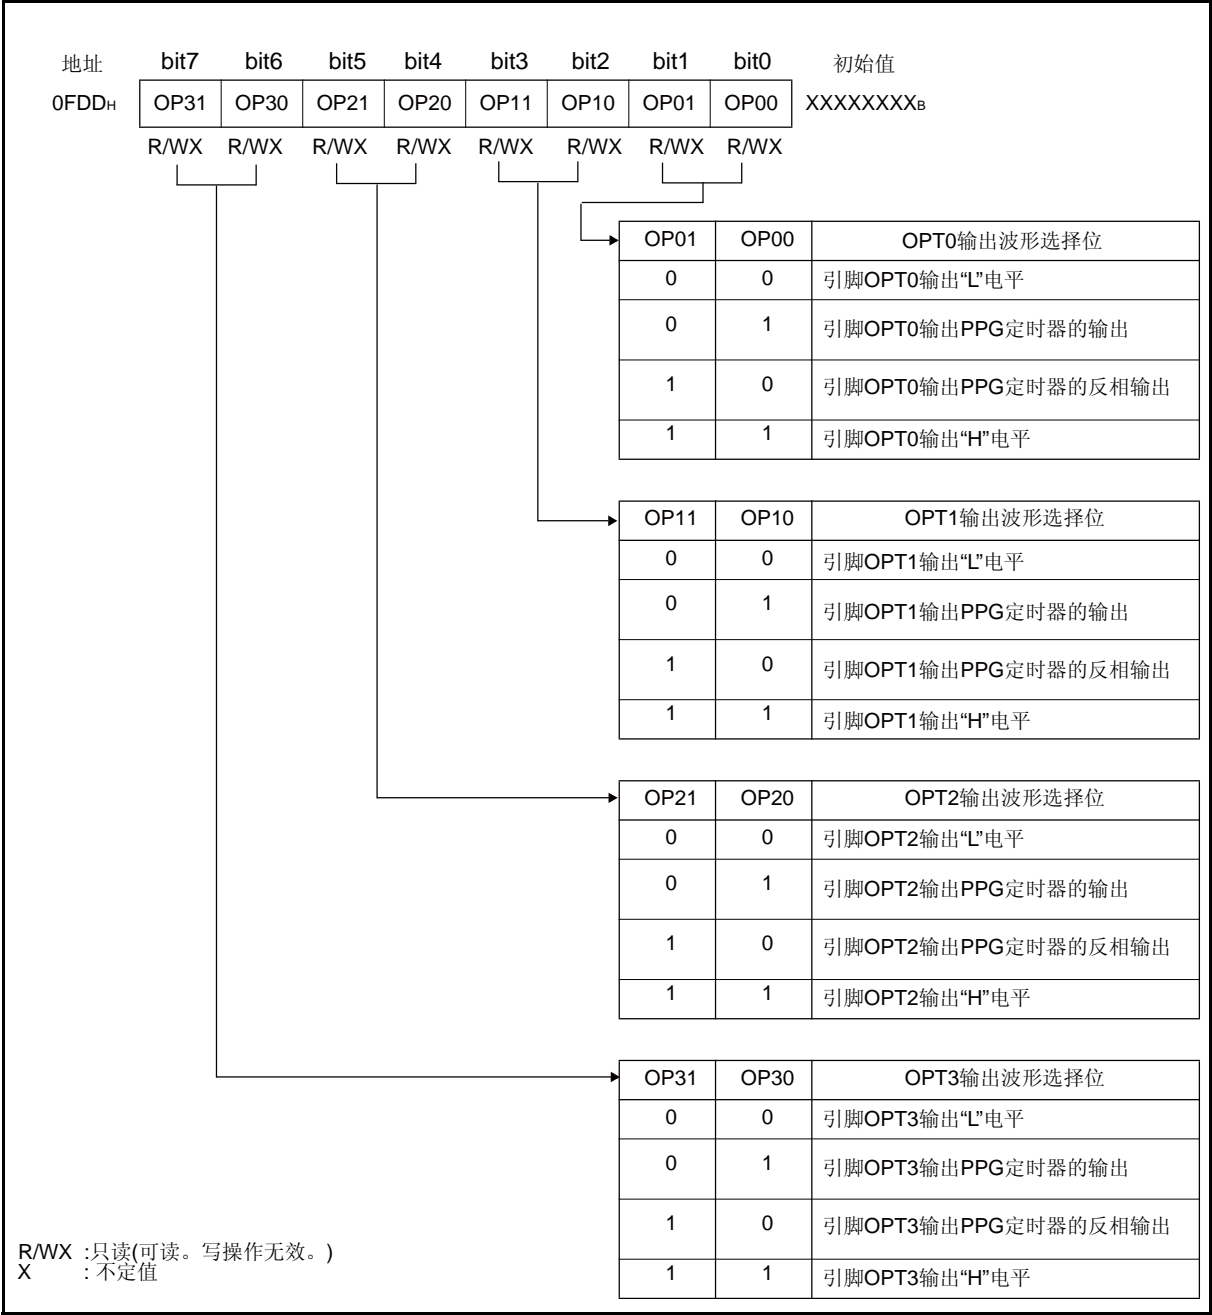 地址 bit7 bit6 bit5 bit4 bit3 bit2 bit1 bit0 初始值
0FDDH OP31 OP30 OP21 OP20 OP11 OP10 OP01 OP00 XXXXXXXXB
R/WX R/WX R/WX R/WX R/WX R/WX R/WX R/WX
OP01 OP00 OPT0输出波形选择位
0 0 引脚OPT0输出“L”电平
0 1 引脚OPT0输出PPG定时器的输出
1 0 引脚OPT0输出PPG定时器的反相输出
1 1 引脚OPT0输出“H”电平
OP11 OP10 OPT1输出波形选择位
0 0 引脚OPT1输出“L”电平
0 1 引脚OPT1输出PPG定时器的输出
1 0 引脚OPT1输出PPG定时器的反相输出
1 1 引脚OPT1输出“H”电平
OP21 OP20 OPT2输出波形选择位
0 0 引脚OPT2输出“L”电平
0 1 引脚OPT2输出PPG定时器的输出
1 0 引脚OPT2输出PPG定时器的反相输出
1 1 引脚OPT2输出“H”电平
OP31 OP30 OPT3输出波形选择位
0 0 引脚OPT3输出“L”电平
0 1 引脚OPT3输出PPG定时器的输出
1 0 引脚OPT3输出PPG定时器的反相输出
1 1 引脚OPT3输出“H”电平
R/WX :只读(可读。写操作无效。)
X : 不定值